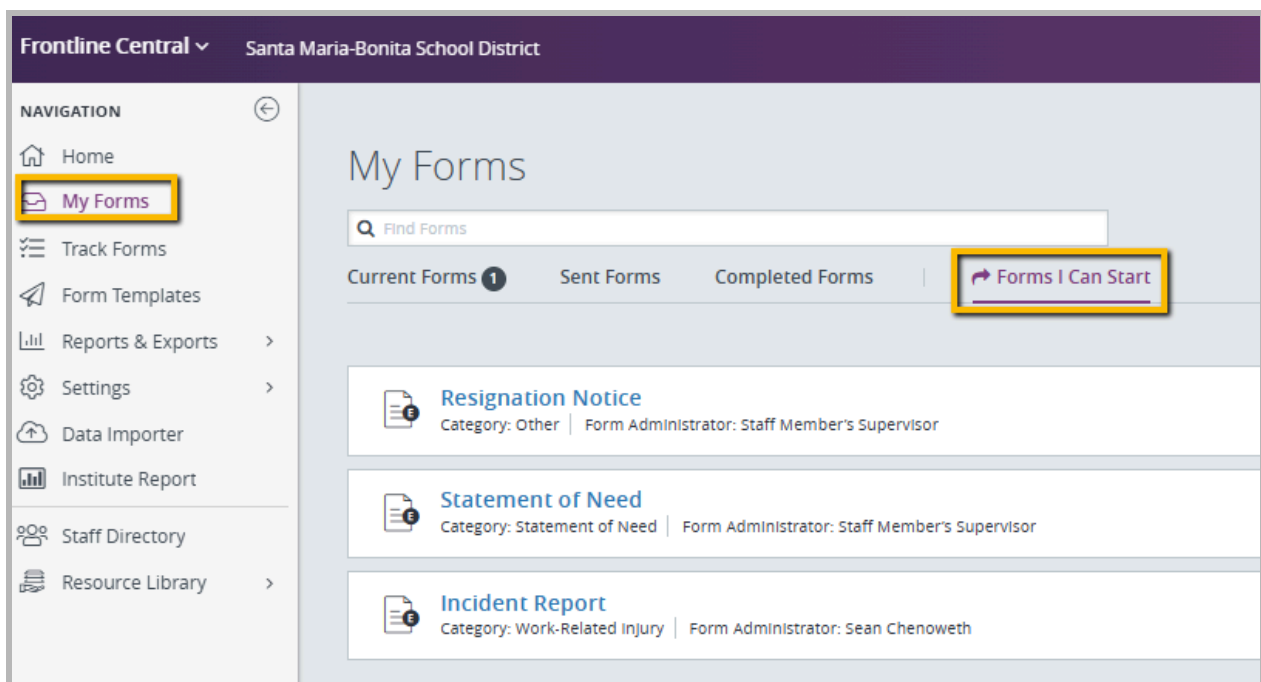 Frontline Central Santa Maria-Bonita School District
NAVIGATION
Home
My Forms
Track Forms
Form Templates
Reports & Exports
Settings
Data Importer
Institute Report
Staff Directory
Resource Library
My Forms
Find Forms
Current Forms 1 Sent Forms Completed Forms Forms I Can Start
E
Resignation Notice
Category: Other Form Administrator: Staff Member's Supervisor
E
Statement of Need
Category: Statement of Need Form Administrator: Staff Member's Supervisor
E
Incident Report
Category: Work-Related Injury Form Administrator: Sean Chenoweth